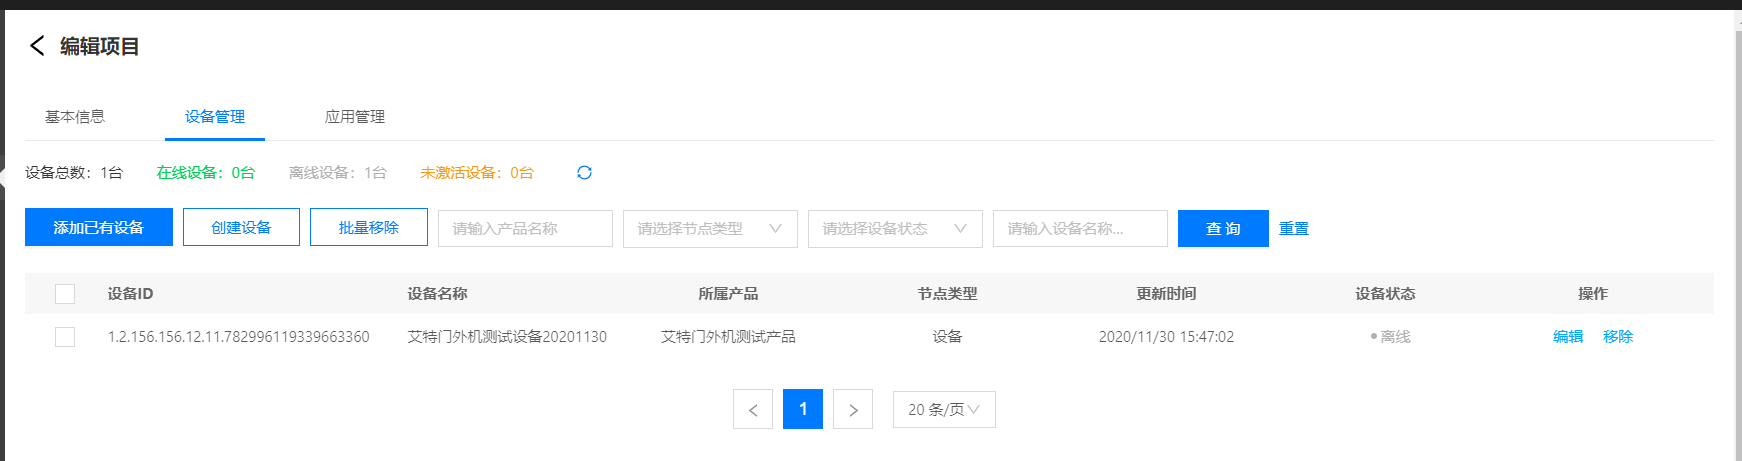 编辑项目
基本信息 设备管理 应用管理
设备总数：1台 在线设备：0台 离线设备：1台 未激活设备：0台
添加已有设备 创建设备 批量移除 请输入产品名称 请选择节点类型 请选择设备状态 请输入设备名称... 查 询 重置
设备ID 设备名称 所属产品 节点类型 更新时间 设备状态 操作
1.2.156.156.12.11.782996119339663360 艾特门外机测试设备20201130 艾特门外机测试产品 设备 2020/11/30 15:47:02 离线 编辑 移除
< 1 > 20 条/页